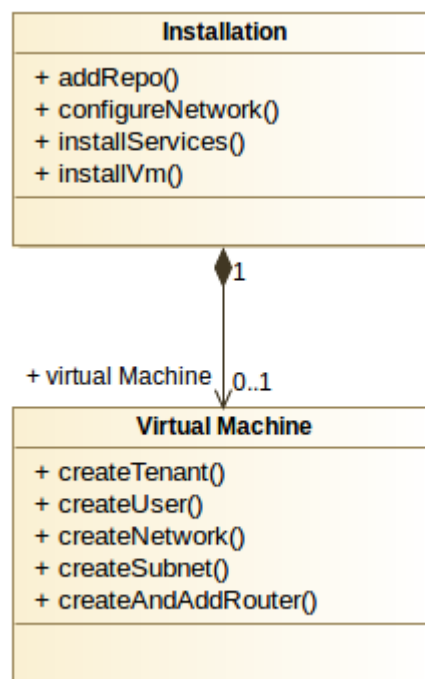 Installation
+ addRepo()
+ configureNetwork()
+ installServices()
+ installVm()
1
+ virtual Machine
0..1
Virtual Machine
+ createTenant()
+ createUser()
+ createNetwork()
+ createSubnet()
+ createAndAddRouter()